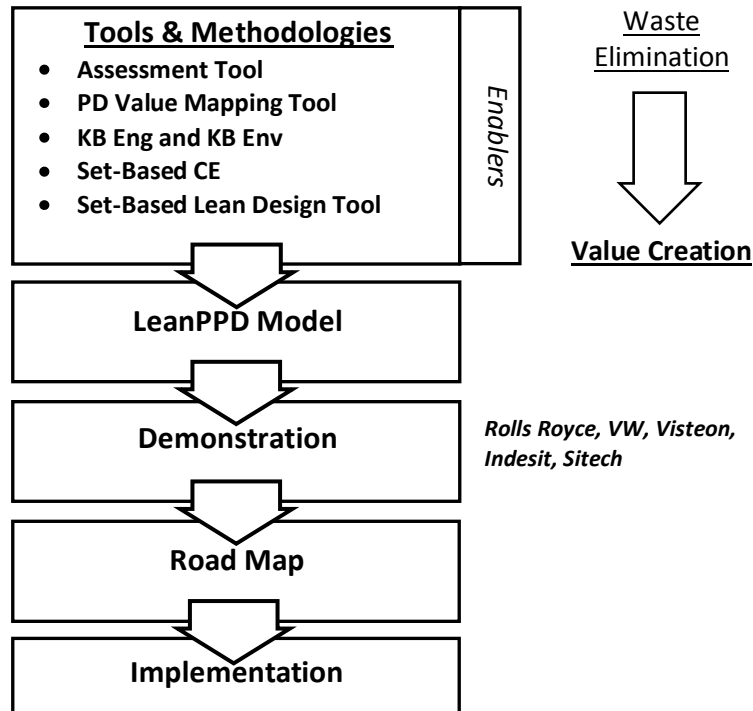 Tools & Methodologies
• Assessment Tool
• PD Value Mapping Tool
• KB Eng and KB Env
• Set-Based CE
• Set-Based Lean Design Tool
Enablers
Waste
Elimination
Value Creation
LeanPPD Model
Demonstration
Rolls Royce, VW, Visteon,
Indesit, Sitech
Road Map
Implementation